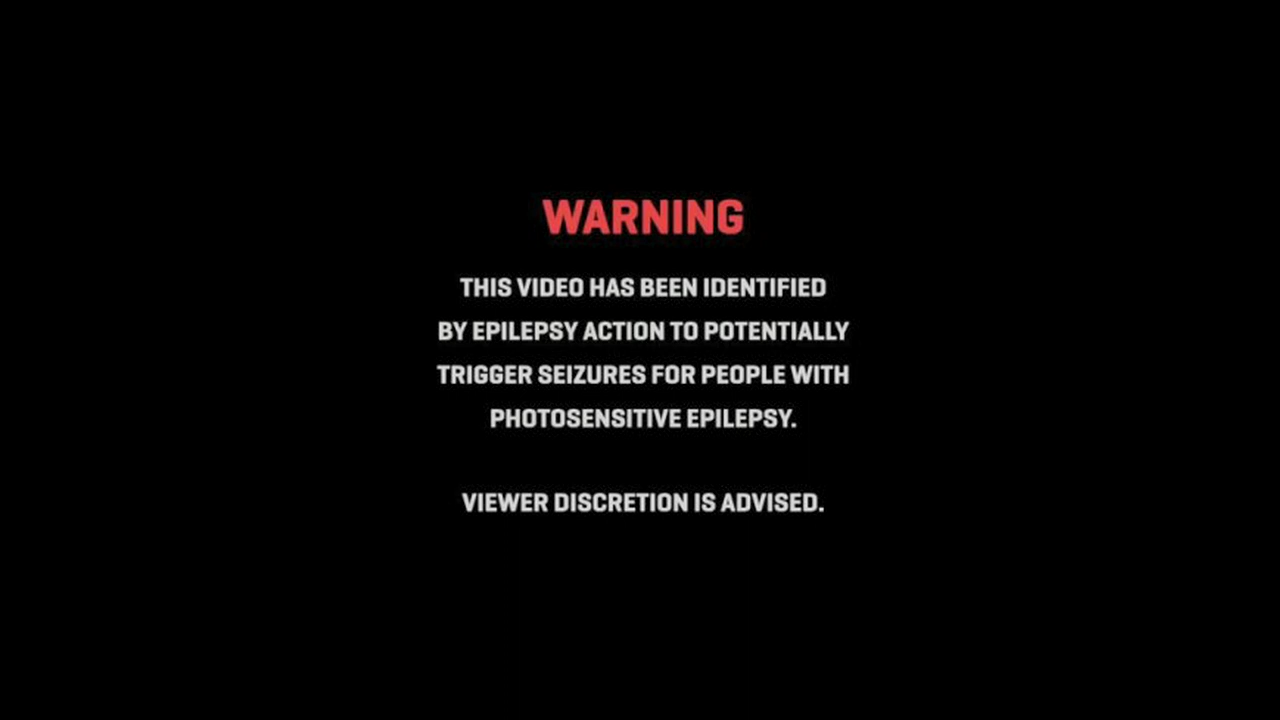 WARNING
THIS VIDEO HAS BEEN IDENTIFIED
BY EPILEPSY ACTION TO POTENTIALLY
TRIGGER SEIZURES FOR PEOPLE WITH
PHOTOSENSITIVE EPILEPSY.
VIEWER DISCRETION IS ADVISED.